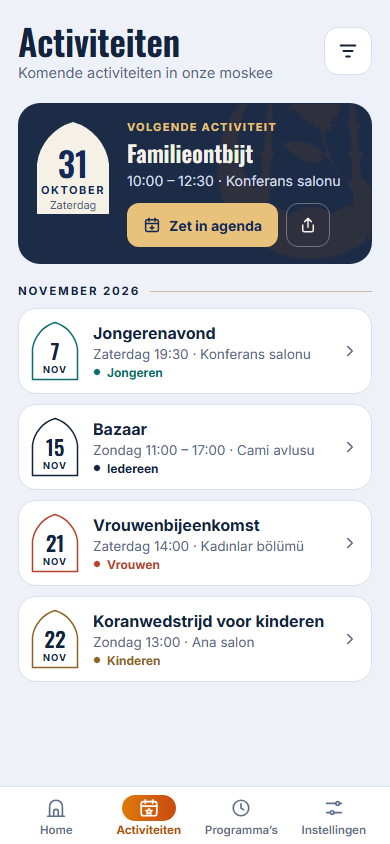 Activiteiten
Komende activiteiten in onze moskee
31
OKTOBER
Zaterdag
VOLGENDE ACTIVITEIT
Familieontbijt
10:00 – 12:30 · Konferans salonu
Zet in agenda
NOVEMBER 2026
7
NOV
Jongerenavond
Zaterdag 19:30 · Konferans salonu
Jongeren
15
NOV
Bazaar
Zondag 11:00 – 17:00 · Cami avlusu
Iedereen
21
NOV
Vrouwenbijeenkomst
Zaterdag 14:00 · Kadınlar bölümü
Vrouwen
22
NOV
Koranwedstrijd voor kinderen
Zondag 13:00 · Ana salon
Kinderen
Home
Activiteiten
Programma's
Instellingen